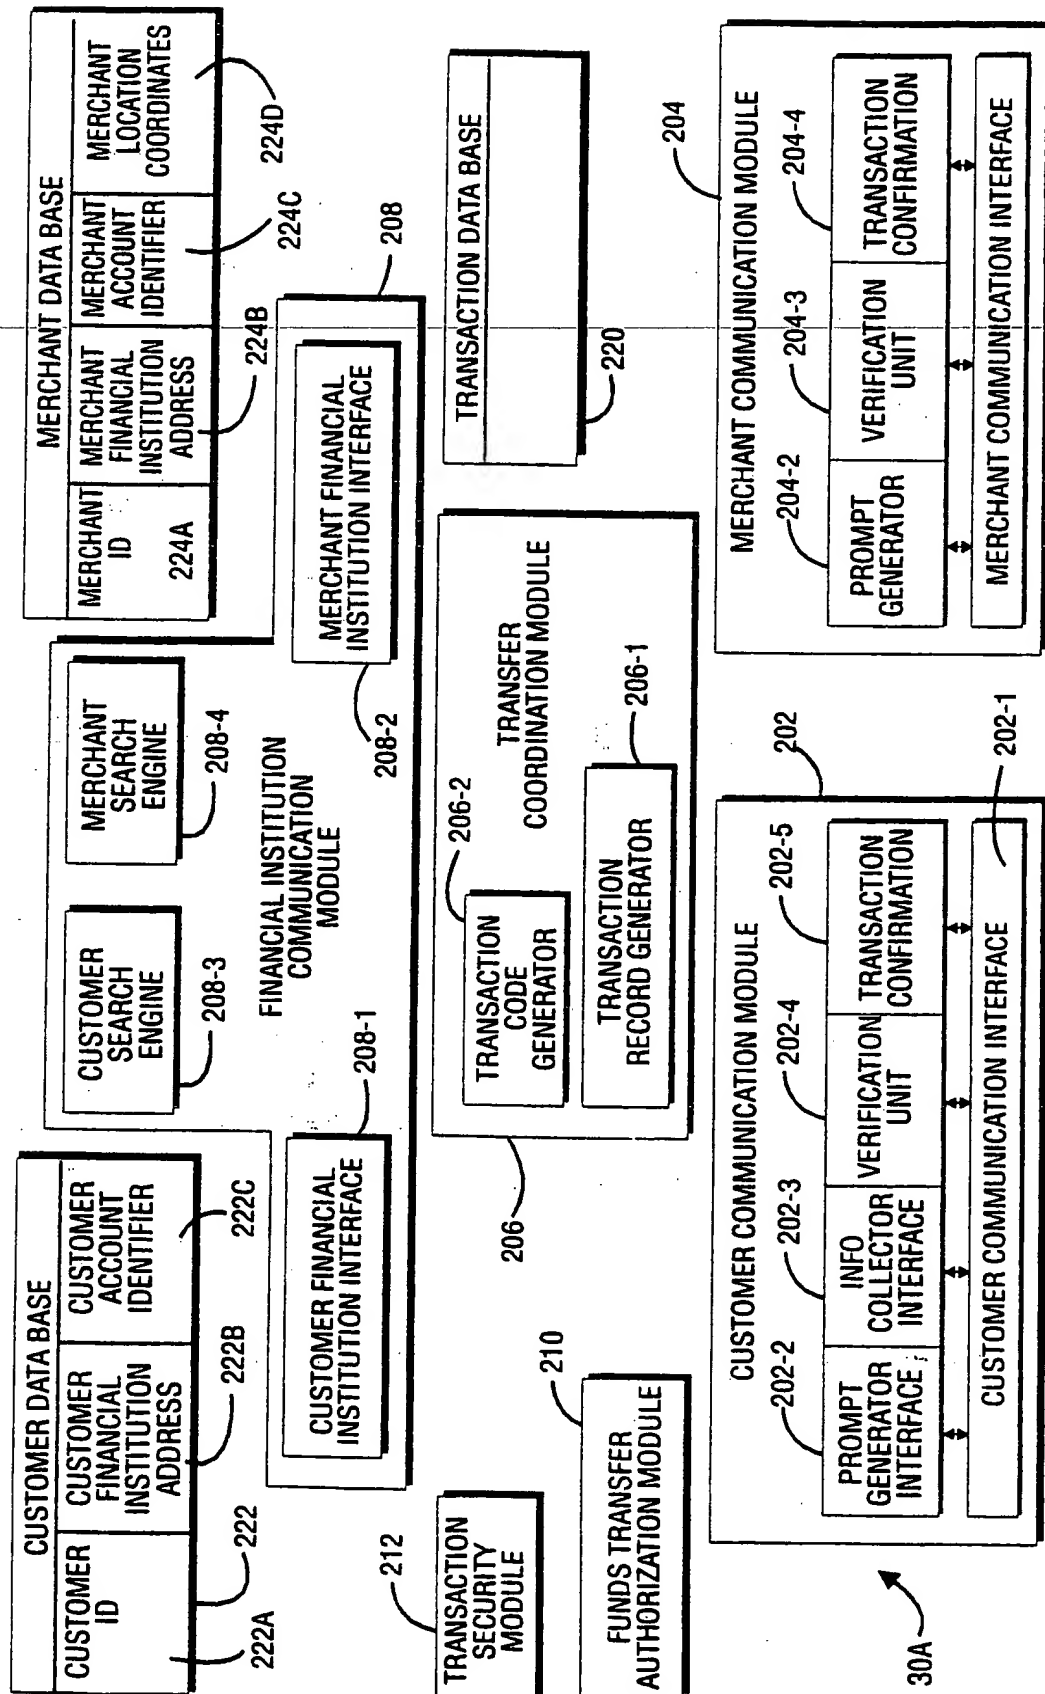 CUSTOMER DATA BASE
CUSTOMER
ID
CUSTOMER
FINANCIAL
INSTITUTION
ADDRESS
CUSTOMER
ACCOUNT
IDENTIFIER
222A
222
222B
222C
CUSTOMER
SEARCH
ENGINE
208-3
MERCHANT
SEARCH
ENGINE
208-4
MERCHANT DATA BASE
MERCHANT
ID
224A
MERCHANT
FINANCIAL
INSTITUTION
ADDRESS
MERCHANT
ACCOUNT
IDENTIFIER
MERCHANT
LOCATION
COORDINATES
224B
224C
224D
FINANCIAL INSTITUTION
COMMUNICATION
MODULE
CUSTOMER FINANCIAL
INSTITUTION INTERFACE
208-1
MERCHANT FINANCIAL
INSTITUTION INTERFACE
208-2
208
212
TRANSACTION
SECURITY
MODULE
210
FUNDS TRANSFER
AUTHORIZATION MODULE
206
TRANSACTION
CODE
GENERATOR
206-2
TRANSFER
COORDINATION MODULE
TRANSACTION
RECORD GENERATOR
206-1
TRANSACTION DATA BASE
220
30A
CUSTOMER COMMUNICATION MODULE
202
202-2
202-3
202-4
202-5
PROMPT
GENERATOR
INTERFACE
INFO
COLLECTOR
INTERFACE
VERIFICATION
UNIT
TRANSACTION
CONFIRMATION
CUSTOMER COMMUNICATION INTERFACE
202-1
MERCHANT COMMUNICATION MODULE
204
204-2
204-3
204-4
PROMPT
GENERATOR
VERIFICATION
UNIT
TRANSACTION
CONFIRMATION
MERCHANT COMMUNICATION INTERFACE